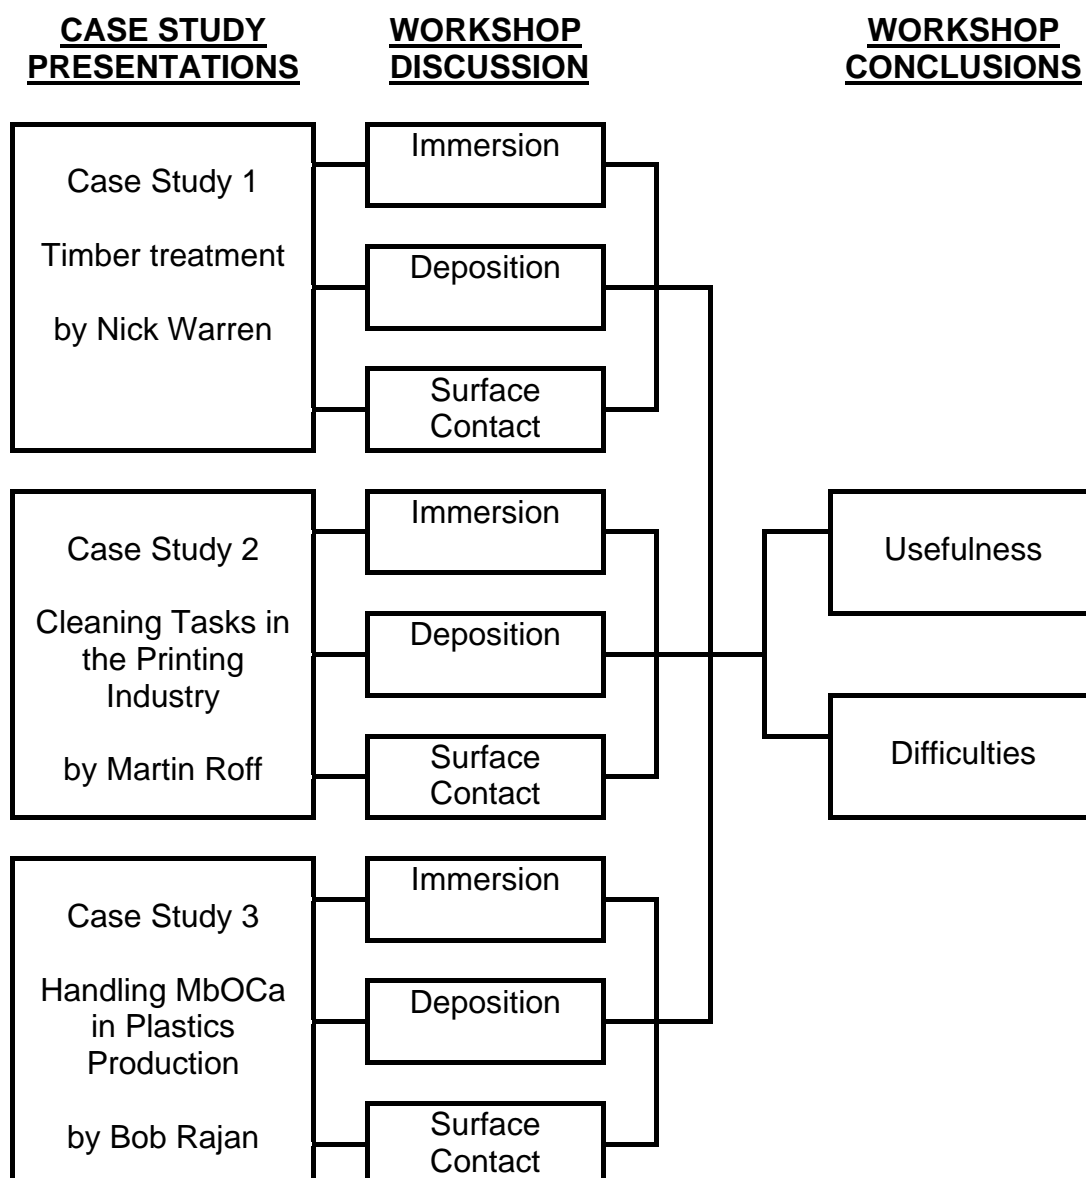 CASE STUDY
PRESENTATIONS
WORKSHOP
DISCUSSION
WORKSHOP
CONCLUSIONS
Case Study 1
Timber treatment
by Nick Warren
Immersion
Deposition
Surface
Contact
Case Study 2
Cleaning Tasks in
the Printing
Industry
by Martin Roff
Immersion
Deposition
Surface
Contact
Usefulness
Difficulties
Case Study 3
Handling MbOCa
in Plastics
Production
by Bob Rajan
Immersion
Deposition
Surface
Contact